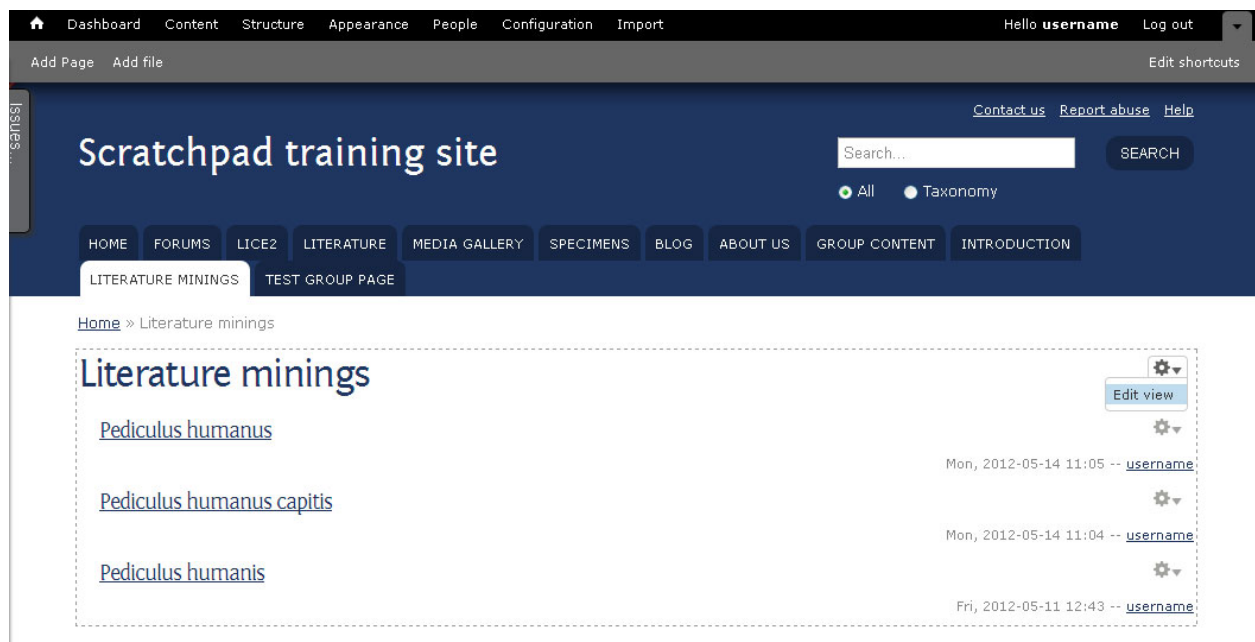 Dashboard Content Structure Appearance People Configuration Import Hello username Log out
Add Page Add file Edit shortcuts
Issues...
Contact us Report abuse Help
Scratchpad training site
Search... SEARCH
All Taxonomy
HOME FORUMS LICE2 LITERATURE MEDIA GALLERY SPECIMENS BLOG ABOUT US GROUP CONTENT INTRODUCTION
LITERATURE MININGS TEST GROUP PAGE
Home » Literature minings
Literature minings
Edit view
Pediculus humanus
Mon, 2012-05-14 11:05 -- username
Pediculus humanus capitis
Mon, 2012-05-14 11:04 -- username
Pediculus humanis
Fri, 2012-05-11 12:43 -- username